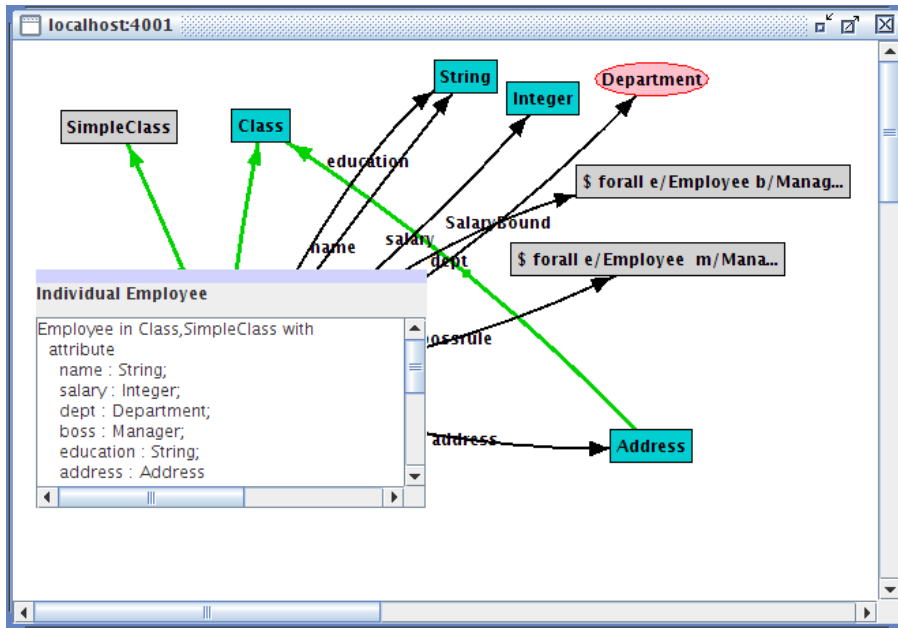 localhost:4001
String
Department
Integer
SimpleClass
Class
education
$ forall e/Employee b/Manag...
SalaryBound
name
salary
dept
$ forall e/Employee m/Mana...
Individual Employee
Employee in Class,SimpleClass with
attribute
name : String;
salary : Integer;
dept : Department;
boss : Manager;
education : String;
address : Address
bossrule
address
Address